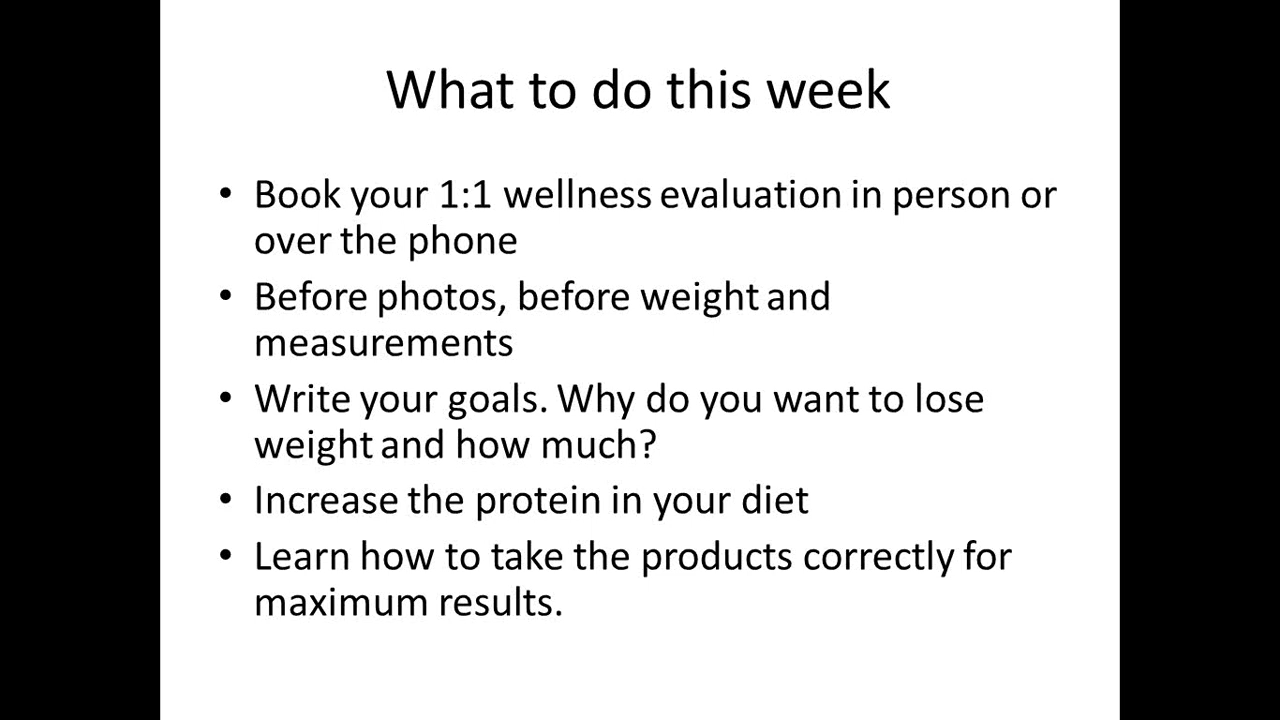 What to do this week
• Book your 1:1 wellness evaluation in person or
over the phone
• Before photos, before weight and
measurements
• Write your goals. Why do you want to lose
weight and how much?
• Increase the protein in your diet
• Learn how to take the products correctly for
maximum results.